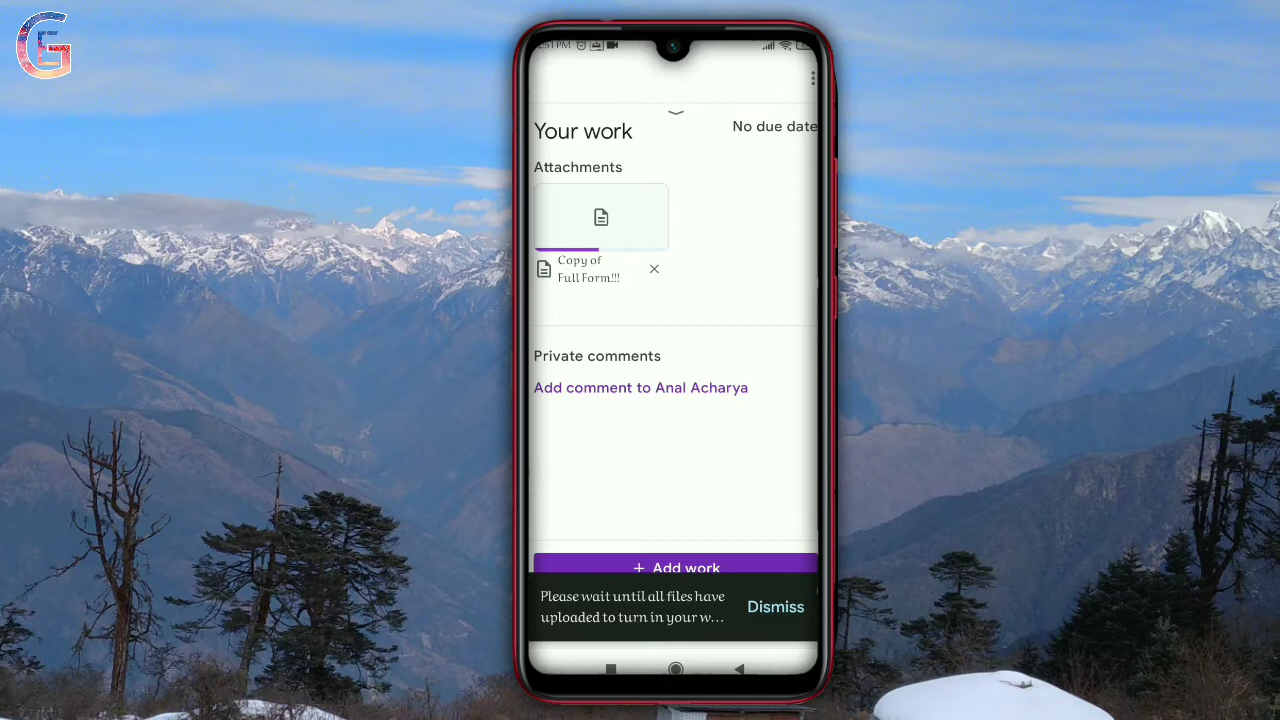 :51PM
Your work
No due date
Attachments
Copy of
Full Form!!!
Private comments
Add comment to Anal Acharya
+ Add work
Please wait until all files have
uploaded to turn in your w...
Dismiss